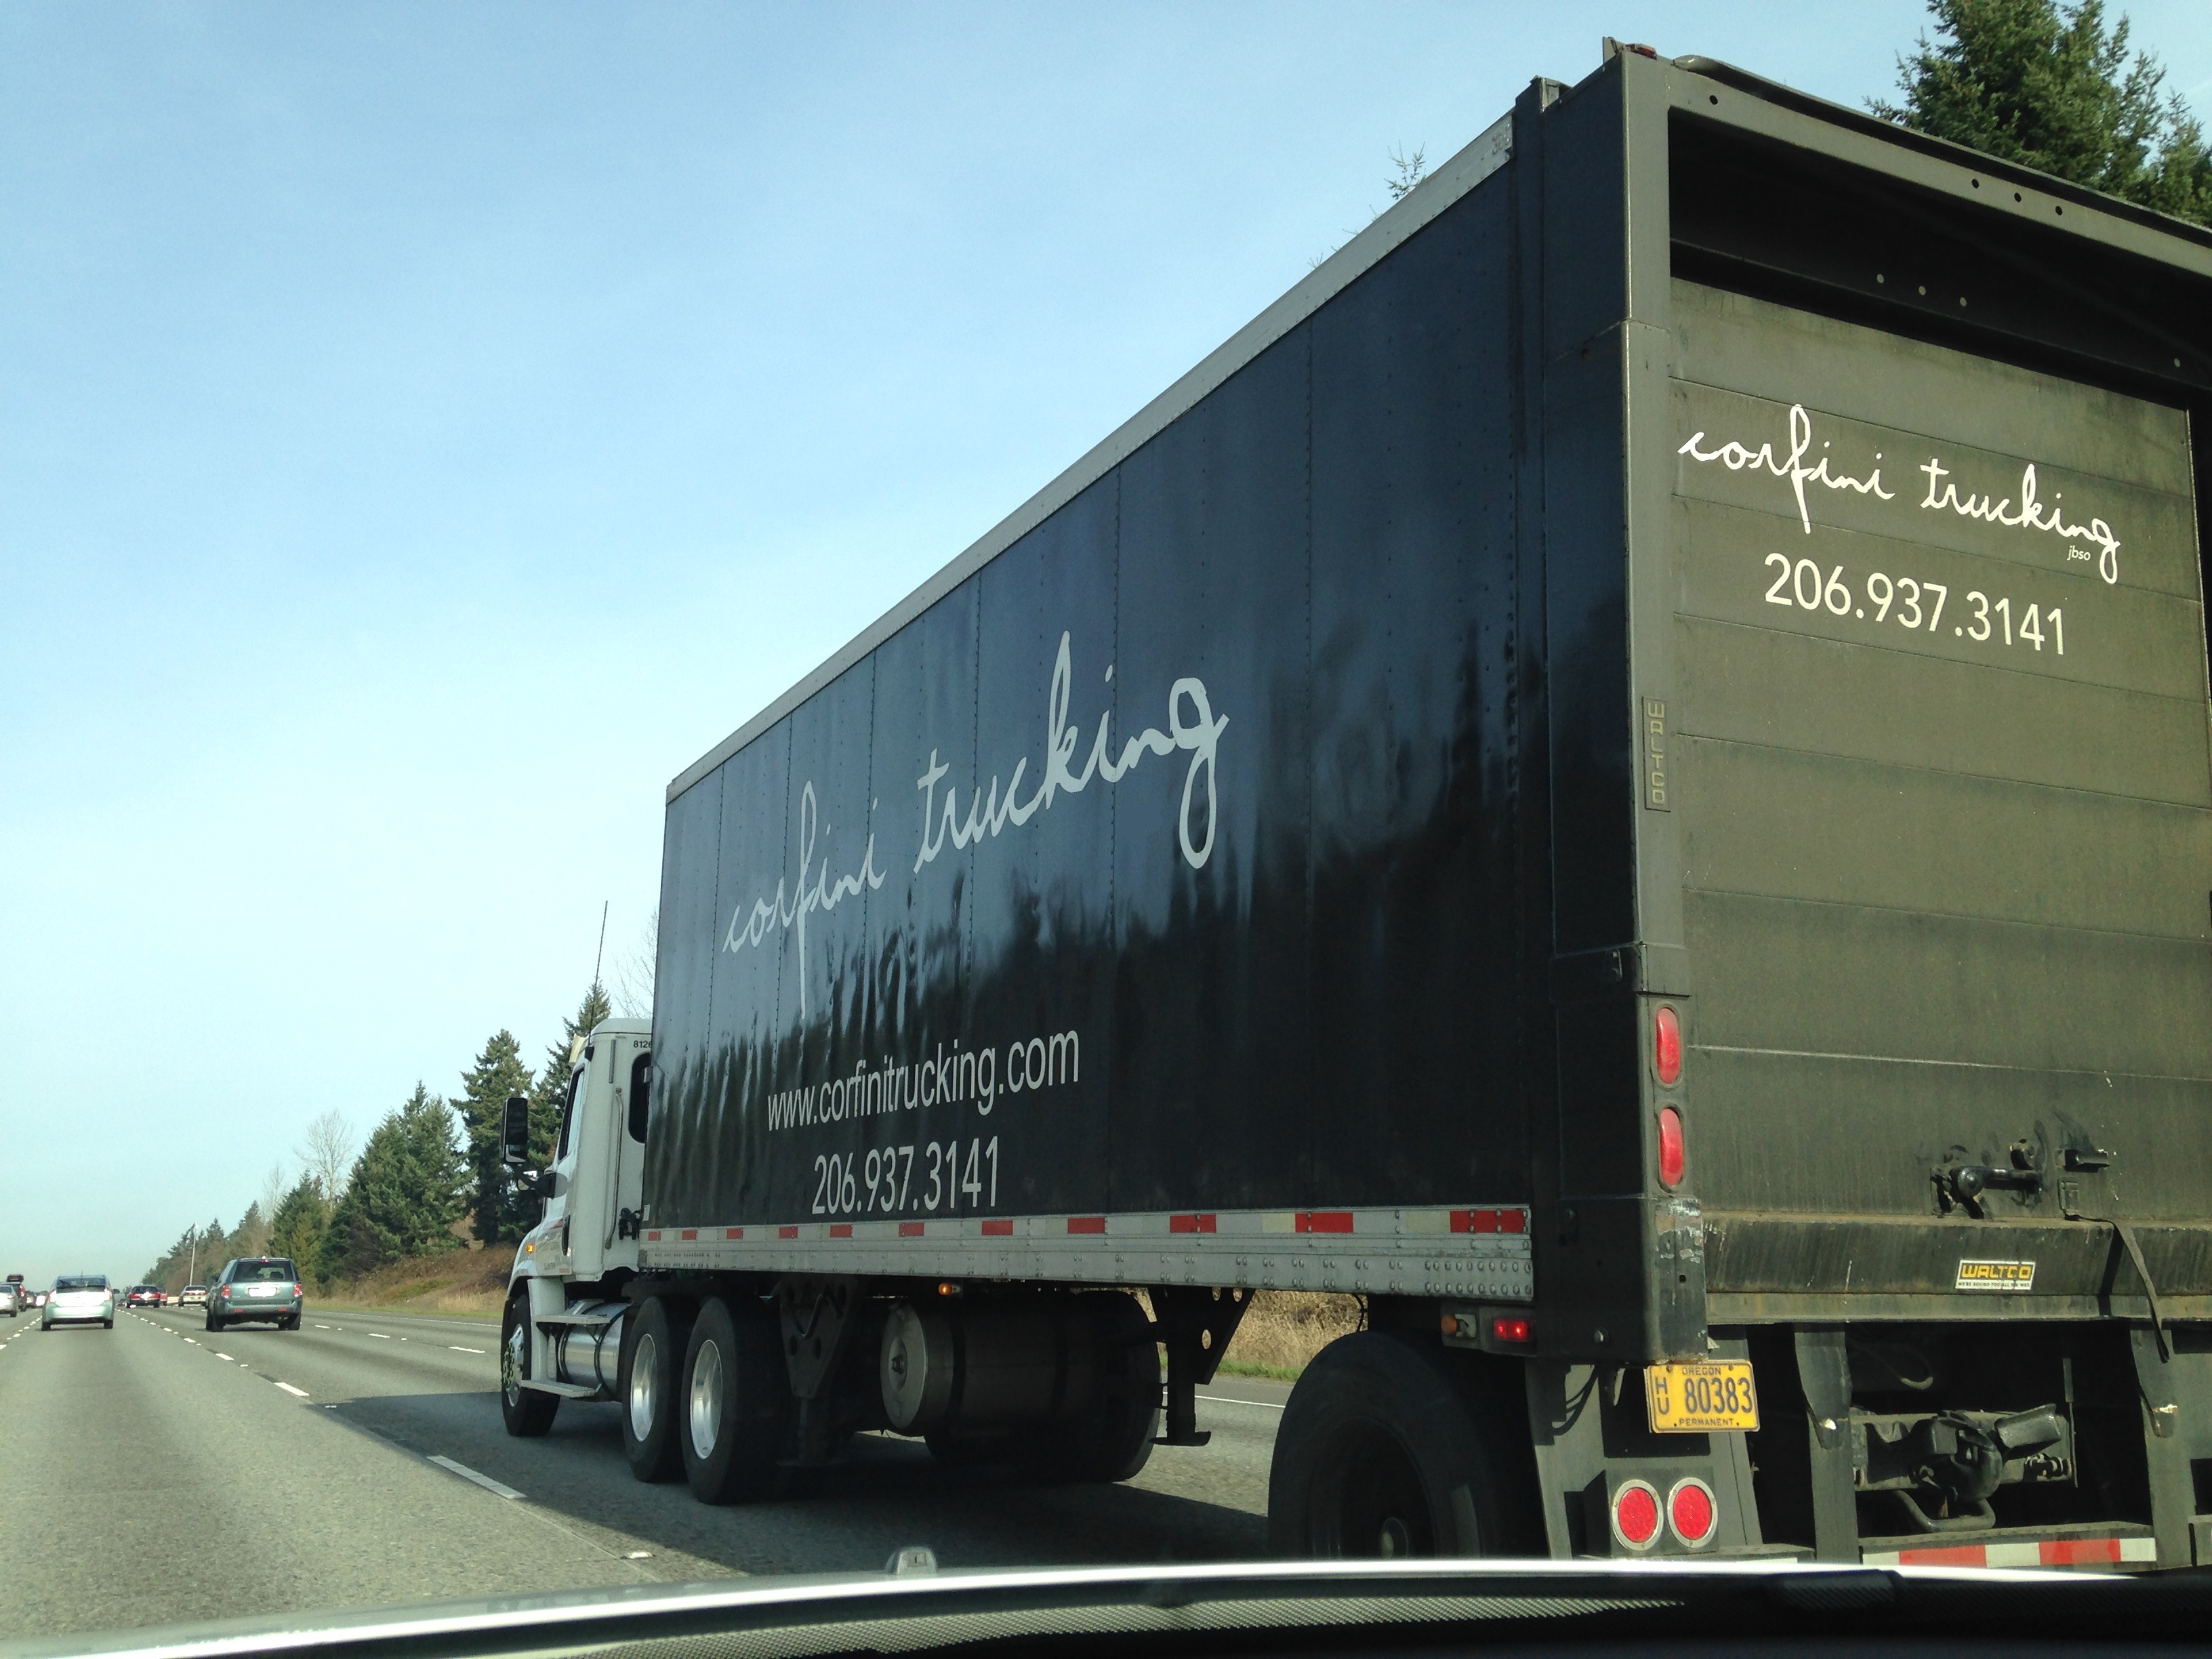 corfini trucking
www.corfinitrucking.com
206.937.3141
8126
corfini trucking
jbso
206.937.3141
WALTCO
WALTCO
OREGON
HU 80383
PERMANENT